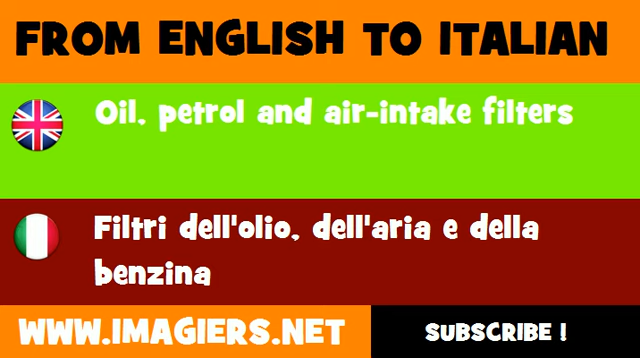 FROM ENGLISH TO ITALIAN
Oil, petrol and air-intake filters
Filtri dell'olio, dell'aria e della
benzina
WWW.IMAGIERS.NET
SUBSCRIBE !